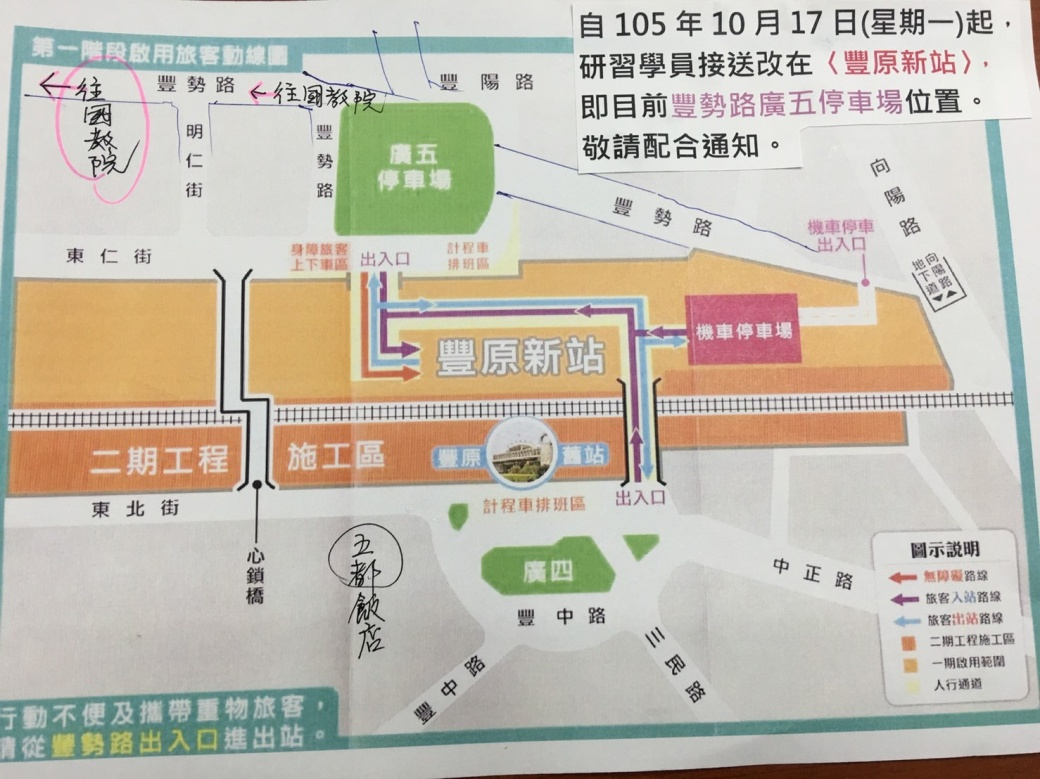 自 105 年 10 月 17 日(星期一)起，
研習學員接送改在〈豐原新站〉，
即目前豐勢路廣五停車場位置。
敬請配合通知。
第一階段啟用旅客動線圖
←往國教院
豐勢路
←往國教院
豐陽路
明仁街
豐勢路
廣五
停車場
豐勢路
向陽路
機車停車
出入口
向陽路
地下道
東仁街
身障旅客
上下車區
出入口
計程車
排班區
豐原新站
機車停車場
二期工程
施工區
豐原
舊站
東北街
計程車排班區
出入口
心鎖橋
五都飯店
廣四
豐中路
中正路
豐中路
三民路
圖示說明
無障礙路線
旅客入站路線
旅客出站路線
二期工程施工區
一期啟用範圍
人行通道
行動不便及攜帶重物旅客，
請從豐勢路出入口進出站。